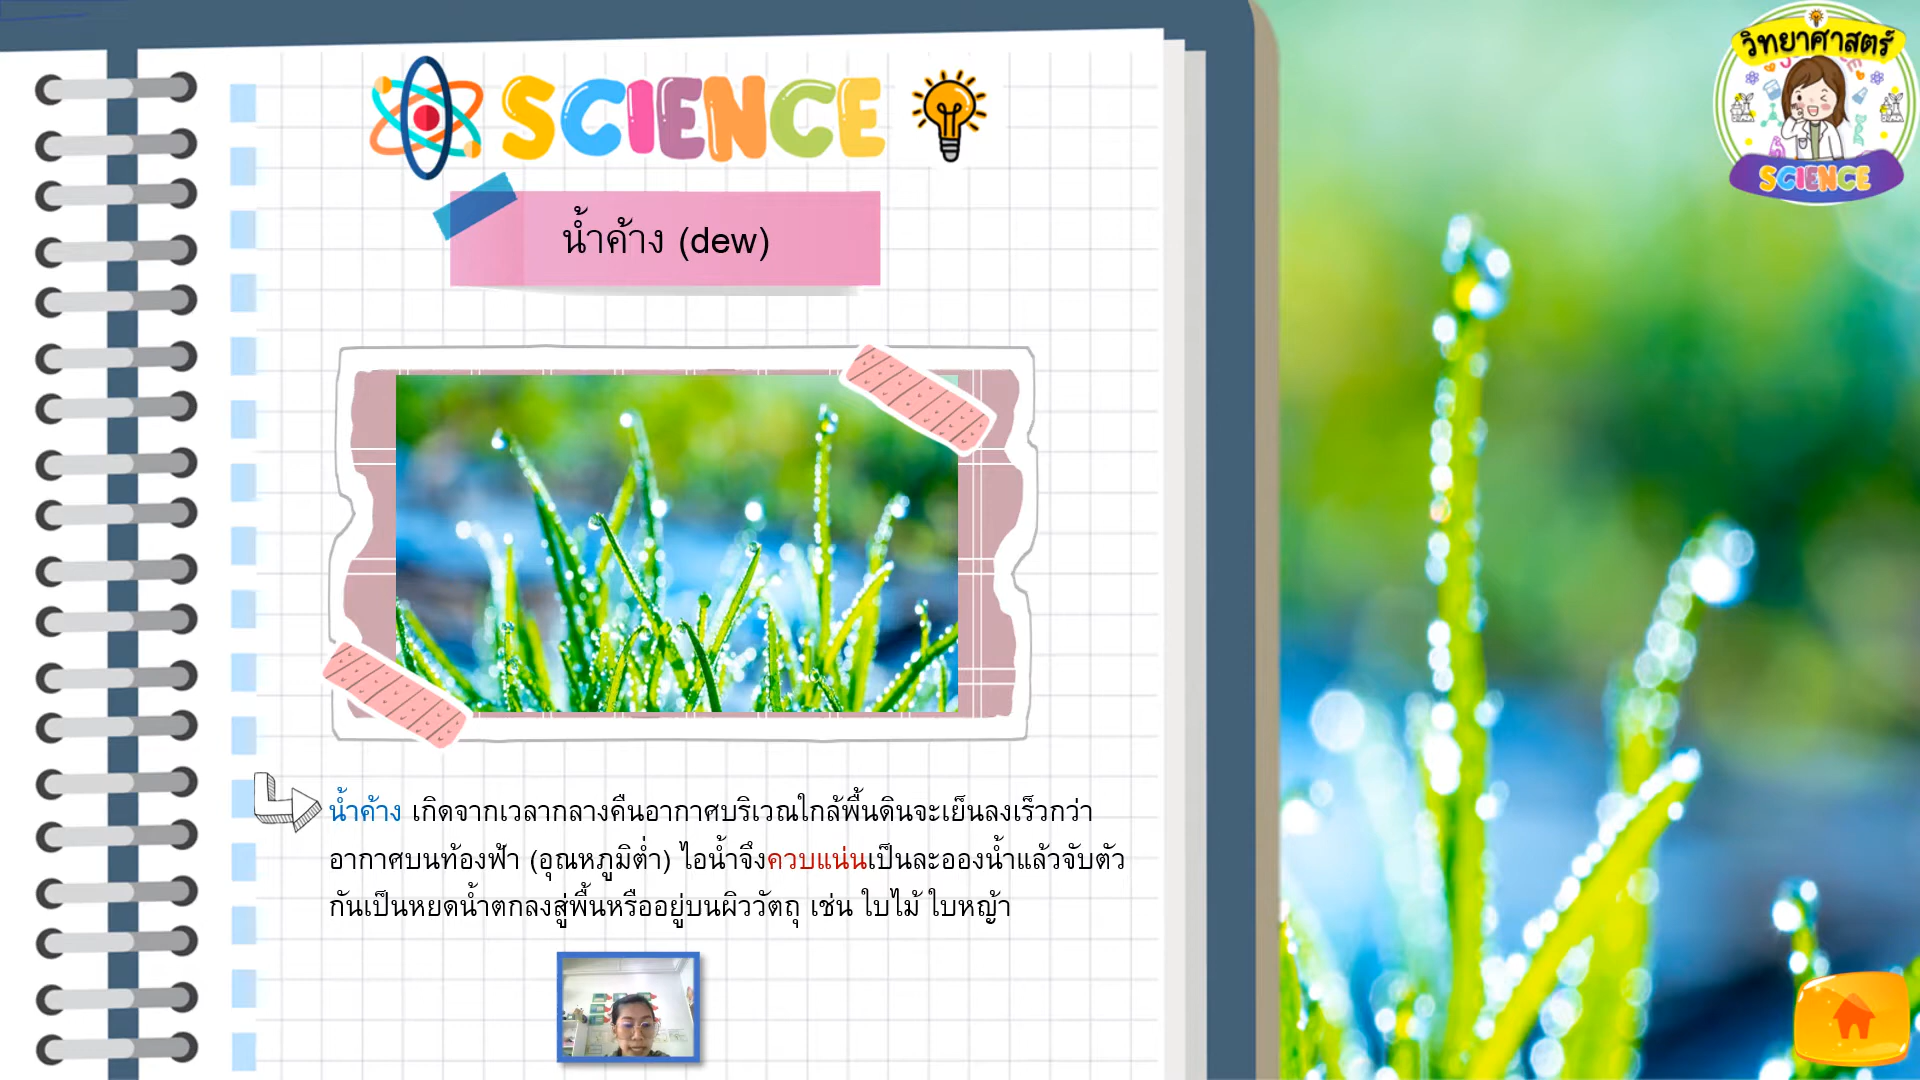 SCIENCE
วิทยาศาสตร์
SCIENCE
น้ำค้าง (dew)
น้ำค้าง เกิดจากเวลากลางคืนอากาศบริเวณใกล้พื้นดินจะเย็นลงเร็วกว่า
อากาศบนท้องฟ้า (อุณหภูมิต่ำ) ไอน้ำจึงควบแน่นเป็นละอองน้ำแล้วจับตัว
กันเป็นหยดน้ำตกลงสู่พื้นหรืออยู่บนผิววัตถุ เช่น ใบไม้ ใบหญ้า